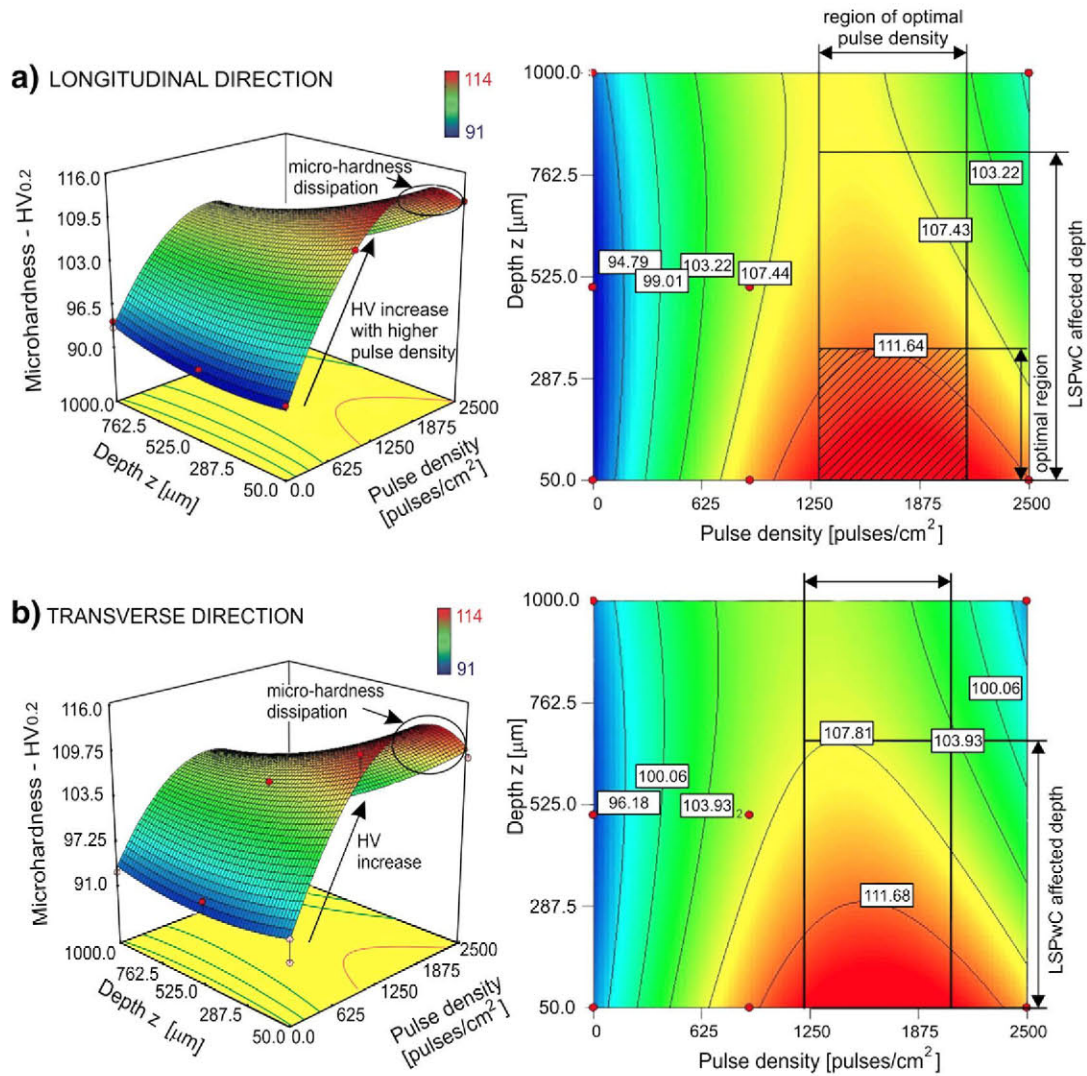 a) LONGITUDINAL DIRECTION
114
91
Microhardness - HV0.2
116.0
109.5
103.0
96.5
90.0
micro-hardness
dissipation
HV increase
with higher
pulse density
1000.0
762.5
525.0
287.5
50.0
Depth z [µm]
0.0
625
1250
1875
2500
Pulse density
[pulses/cm²]
region of optimal
pulse density
Depth z [µm]
1000.0
762.5
525.0
287.5
50.0
94.79
99.01
103.22
107.44
107.43
103.22
111.64
optimal region
LSPwC affected depth
0
625
1250
1875
2500
Pulse density [pulses/cm²]
b) TRANSVERSE DIRECTION
114
91
Microhardness - HV0.2
116.0
109.75
103.5
97.25
91.0
micro-hardness
dissipation
HV
increase
1000.0
762.5
525.0
287.5
50.0
Depth z [µm]
0.0
625
1250
1875
2500
Pulse density
[pulses/cm²]
Depth z [µm]
1000.0
762.5
525.0
287.5
50.0
96.18
100.06
103.93
2
107.81
103.93
100.06
111.68
LSPwC affected depth
0
625
1250
1875
2500
Pulse density [pulses/cm²]